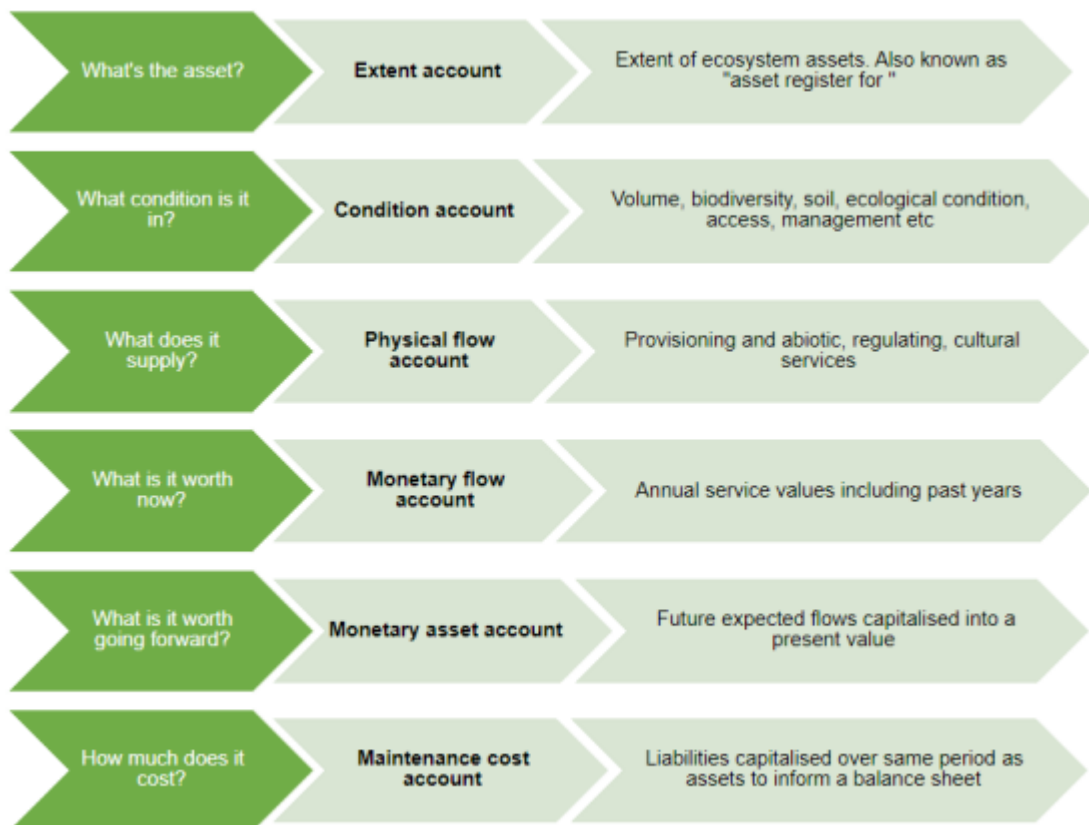 What's the asset?
Extent account
Extent of ecosystem assets. Also known as
"asset register for "
What condition is it
in?
Condition account
Volume, biodiversity, soil, ecological condition,
access, management etc
What does it
supply?
Physical flow
account
Provisioning and abiotic, regulating, cultural
services
What is it worth
now?
Monetary flow
account
Annual service values including past years
What is it worth
going forward?
Monetary asset account
Future expected flows capitalised into a
present value
How much does it
cost?
Maintenance cost
account
Liabilities capitalised over same period as
assets to inform a balance sheet